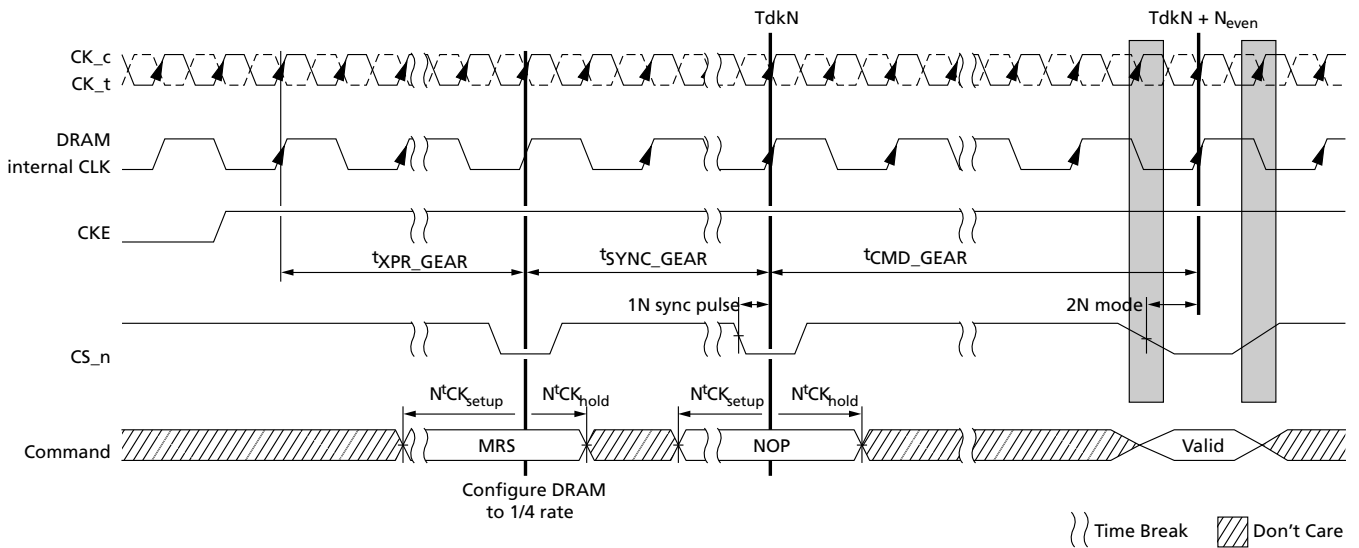 TdkN
TdkN + Neven
CK_c
CK_t
DRAM
internal CLK
CKE
tXPR_GEAR
tSYNC_GEAR
tCMD_GEAR
1N sync pulse
2N mode
CS_n
NtCKsetup
NtCKhold
NtCKsetup
NtCKhold
Command
MRS
NOP
Valid
Configure DRAM
to 1/4 rate
Time Break
Don't Care